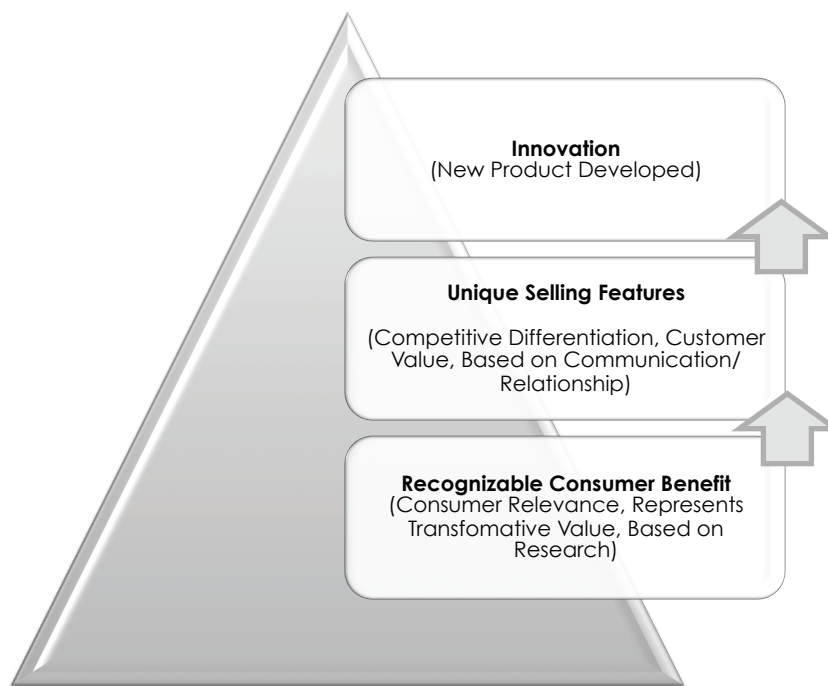 Innovation
(New Product Developed)
Unique Selling Features
(Competitive Differentiation, Customer
Value, Based on Communication/
Relationship)
Recognizable Consumer Benefit
(Consumer Relevance, Represents
Transfomative Value, Based on
Research)